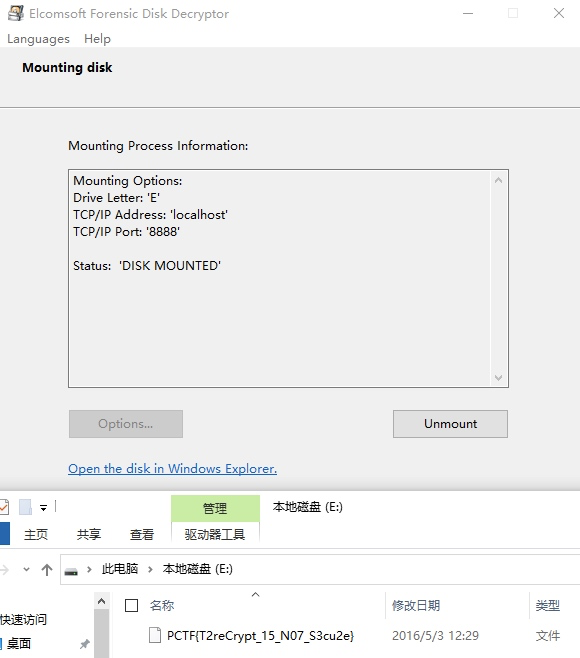 Elcomsoft Forensic Disk Decryptor
Languages Help
Mounting disk
Mounting Process Information:
Mounting Options:
Drive Letter: 'E'
TCP/IP Address: 'localhost'
TCP/IP Port: '8888'
Status:  'DISK MOUNTED'
Options... Unmount
Open the disk in Windows Explorer.
管理 本地磁盘 (E:)
主页 共享 查看 驱动器工具
此电脑 本地磁盘 (E:)
名称 修改日期 类型
快速访问
PCTF{T2reCrypt_15_N07_S3cu2e} 2016/5/3 12:29 文件
桌面